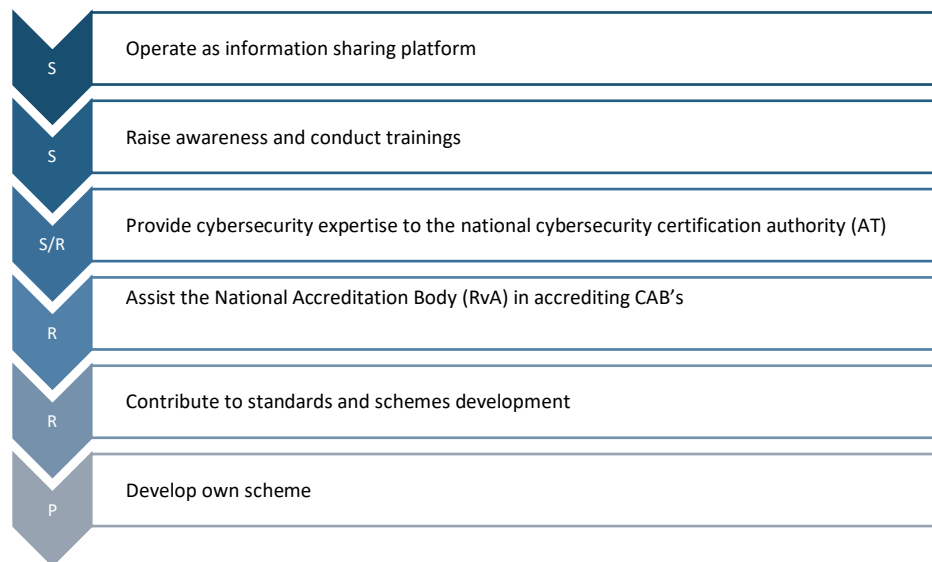 S
Operate as information sharing platform
S
Raise awareness and conduct trainings
S/R
Provide cybersecurity expertise to the national cybersecurity certification authority (AT)
R
Assist the National Accreditation Body (RvA) in accrediting CAB’s
R
Contribute to standards and schemes development
P
Develop own scheme